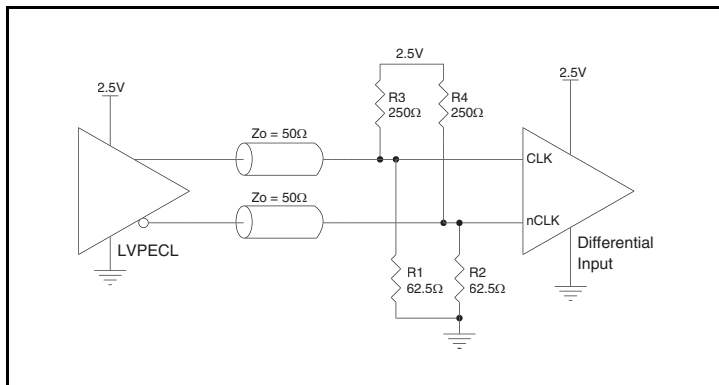 2.5V
2.5V
2.5V
R3
250Ω
R4
250Ω
Zo = 50Ω
CLK
Zo = 50Ω
nCLK
LVPECL
Differential
Input
R1
62.5Ω
R2
62.5Ω